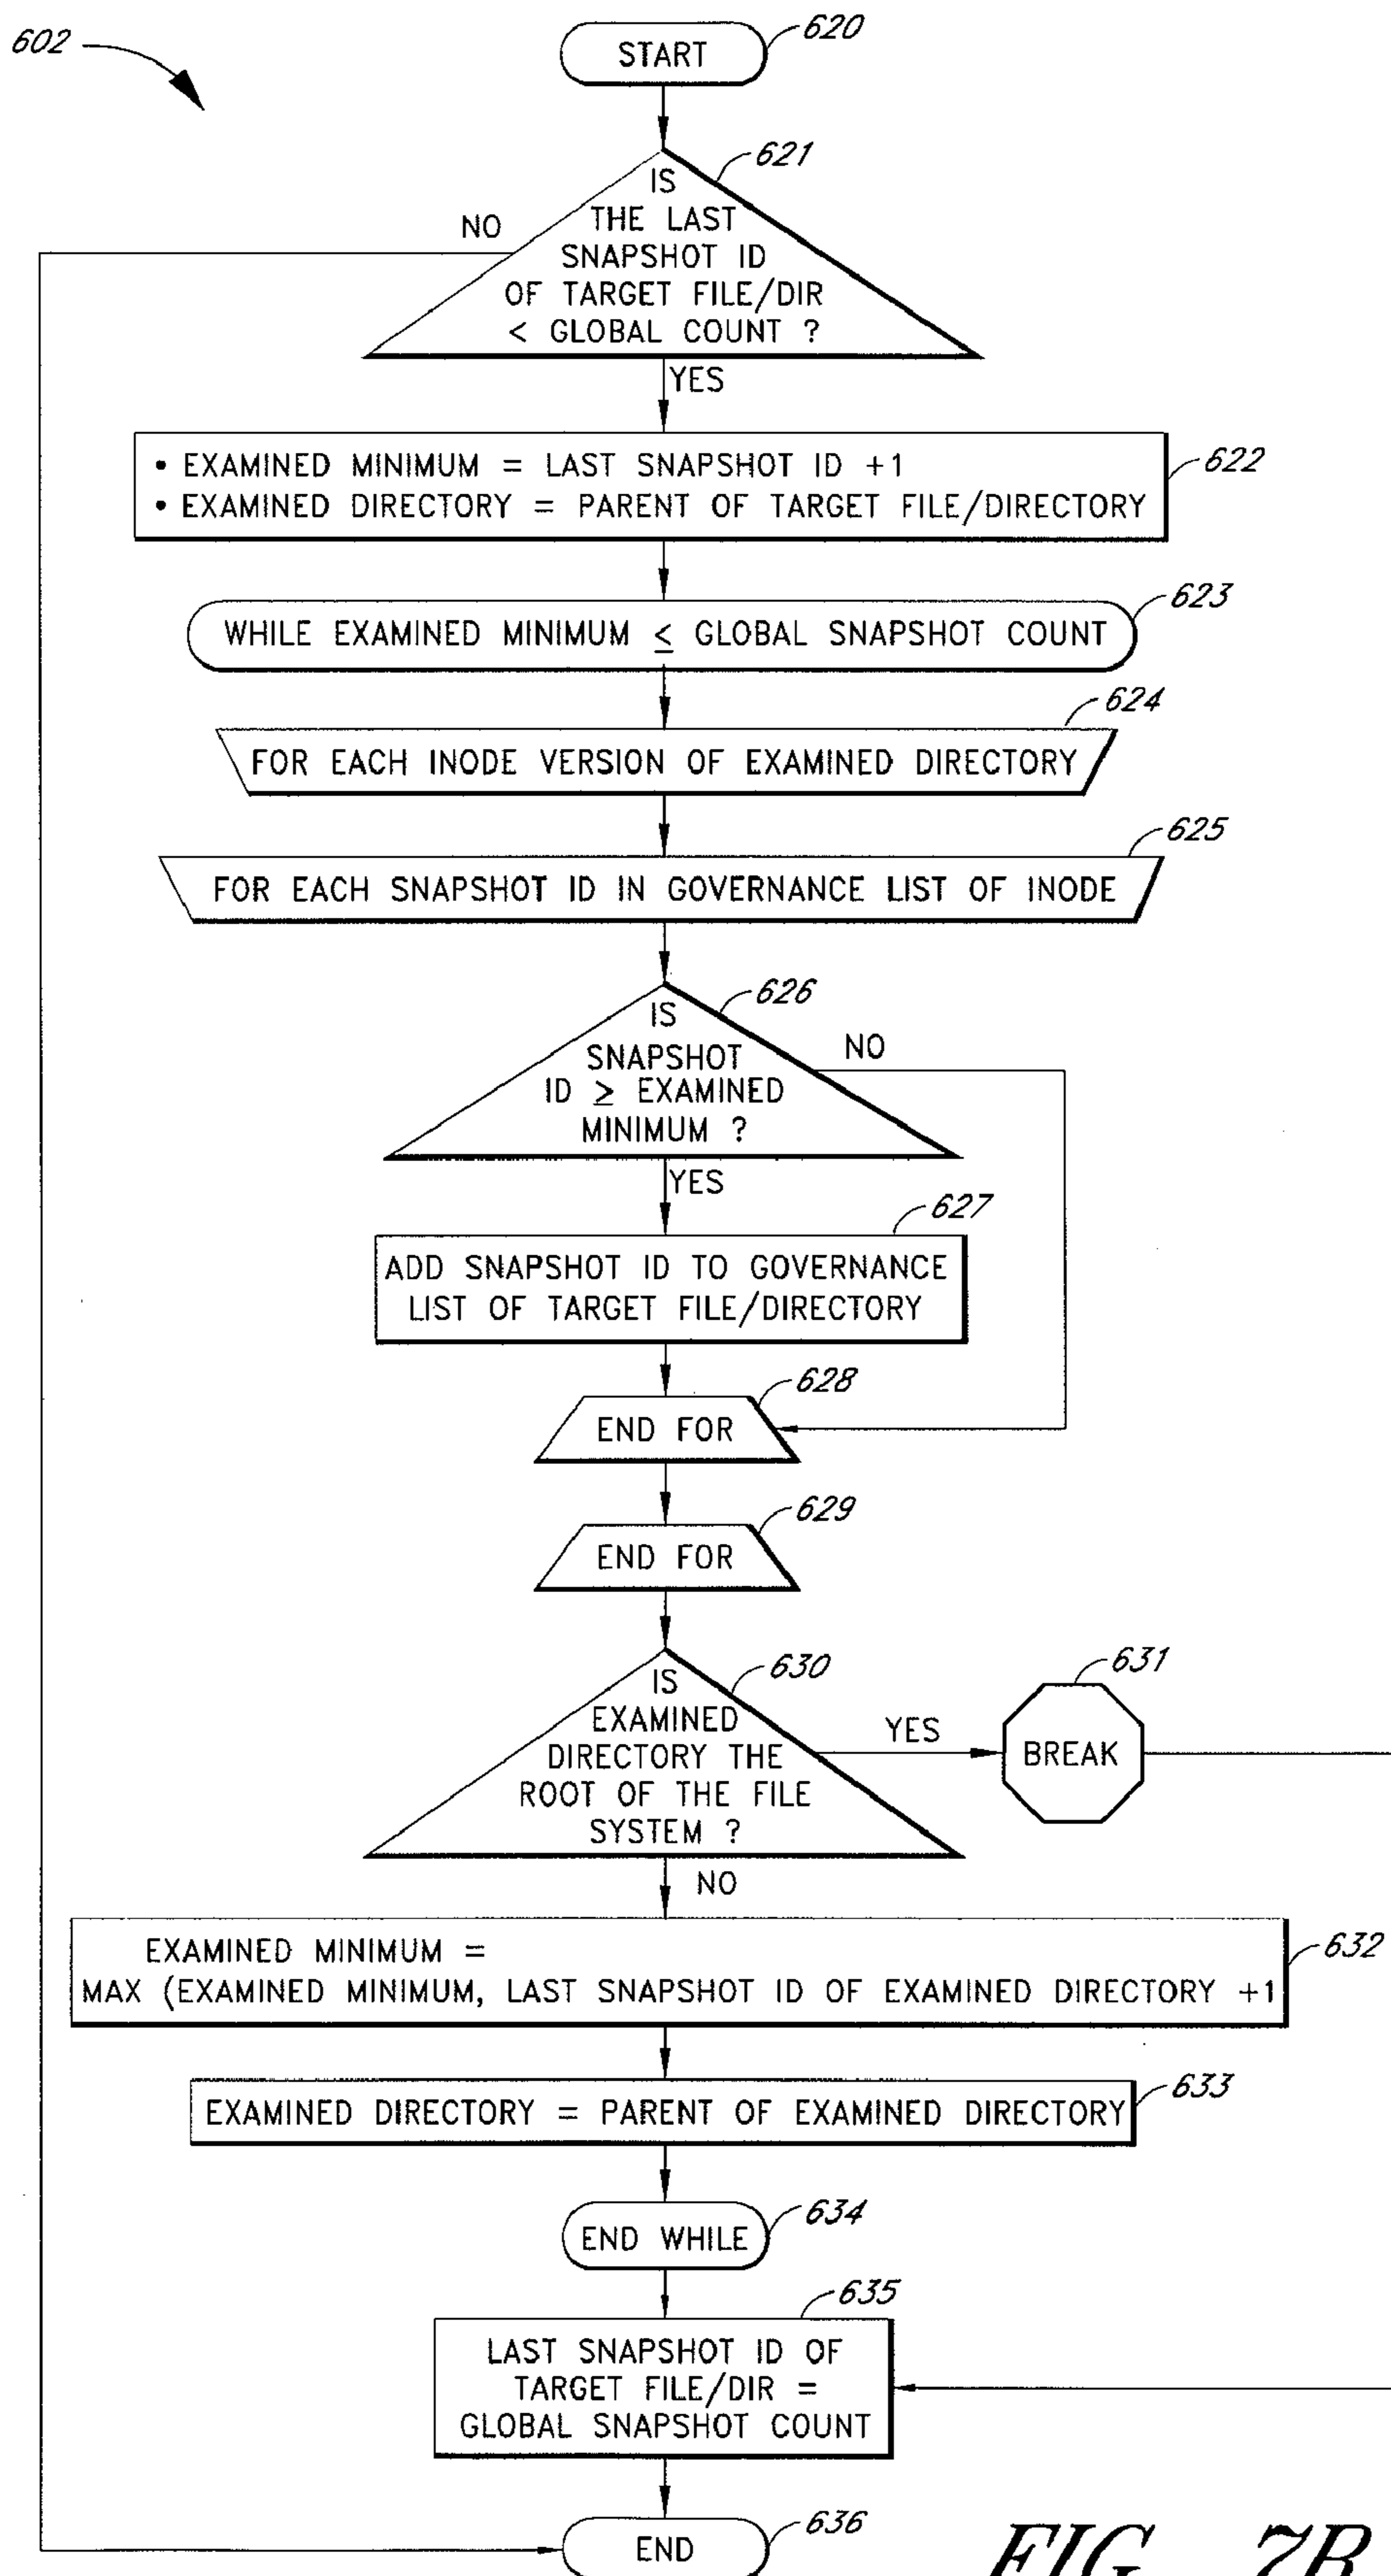 602
START
620
621
IS
THE LAST
SNAPSHOT ID
OF TARGET FILE/DIR
< GLOBAL COUNT ?
NO
YES
• EXAMINED MINIMUM = LAST SNAPSHOT ID +1
• EXAMINED DIRECTORY = PARENT OF TARGET FILE/DIRECTORY
622
WHILE EXAMINED MINIMUM ≤ GLOBAL SNAPSHOT COUNT
623
624
FOR EACH INODE VERSION OF EXAMINED DIRECTORY
625
FOR EACH SNAPSHOT ID IN GOVERNANCE LIST OF INODE
626
IS
SNAPSHOT
ID ≥ EXAMINED
MINIMUM ?
NO
YES
627
ADD SNAPSHOT ID TO GOVERNANCE
LIST OF TARGET FILE/DIRECTORY
628
END FOR
629
END FOR
630
IS
EXAMINED
DIRECTORY THE
ROOT OF THE FILE
SYSTEM ?
YES
631
BREAK
NO
EXAMINED MINIMUM =
MAX (EXAMINED MINIMUM, LAST SNAPSHOT ID OF EXAMINED DIRECTORY +1
632
EXAMINED DIRECTORY = PARENT OF EXAMINED DIRECTORY
633
END WHILE
634
635
LAST SNAPSHOT ID OF
TARGET FILE/DIR =
GLOBAL SNAPSHOT COUNT
END
636
FIG. 7B